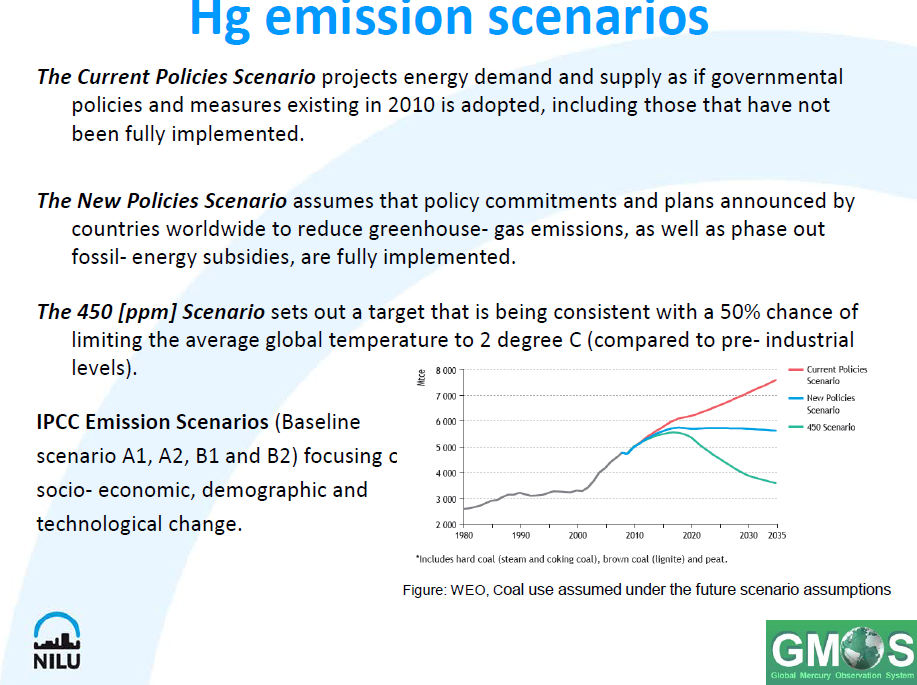 Hg emission scenarios
The Current Policies Scenario projects energy demand and supply as if governmental
policies and measures existing in 2010 is adopted, including those that have not
been fully implemented.
The New Policies Scenario assumes that policy commitments and plans announced by
countries worldwide to reduce greenhouse- gas emissions, as well as phase out
fossil- energy subsidies, are fully implemented.
The 450 [ppm] Scenario sets out a target that is being consistent with a 50% chance of
limiting the average global temperature to 2 degree C (compared to pre- industrial
levels).
IPCC Emission Scenarios (Baseline
scenario A1, A2, B1 and B2) focusing c
socio- economic, demographic and
technological change.
Mtce
8 000
7 000
6 000
5 000
4 000
3 000
2 000
1980 1990 2000 2010 2020 2030 2035
Current Policies
Scenario
New Policies
Scenario
450 Scenario
*Includes hard coal (steam and coking coal), brown coal (lignite) and peat.
Figure: WEO, Coal use assumed under the future scenario assumptions
NILU
GMOS
Global Mercury Observation System